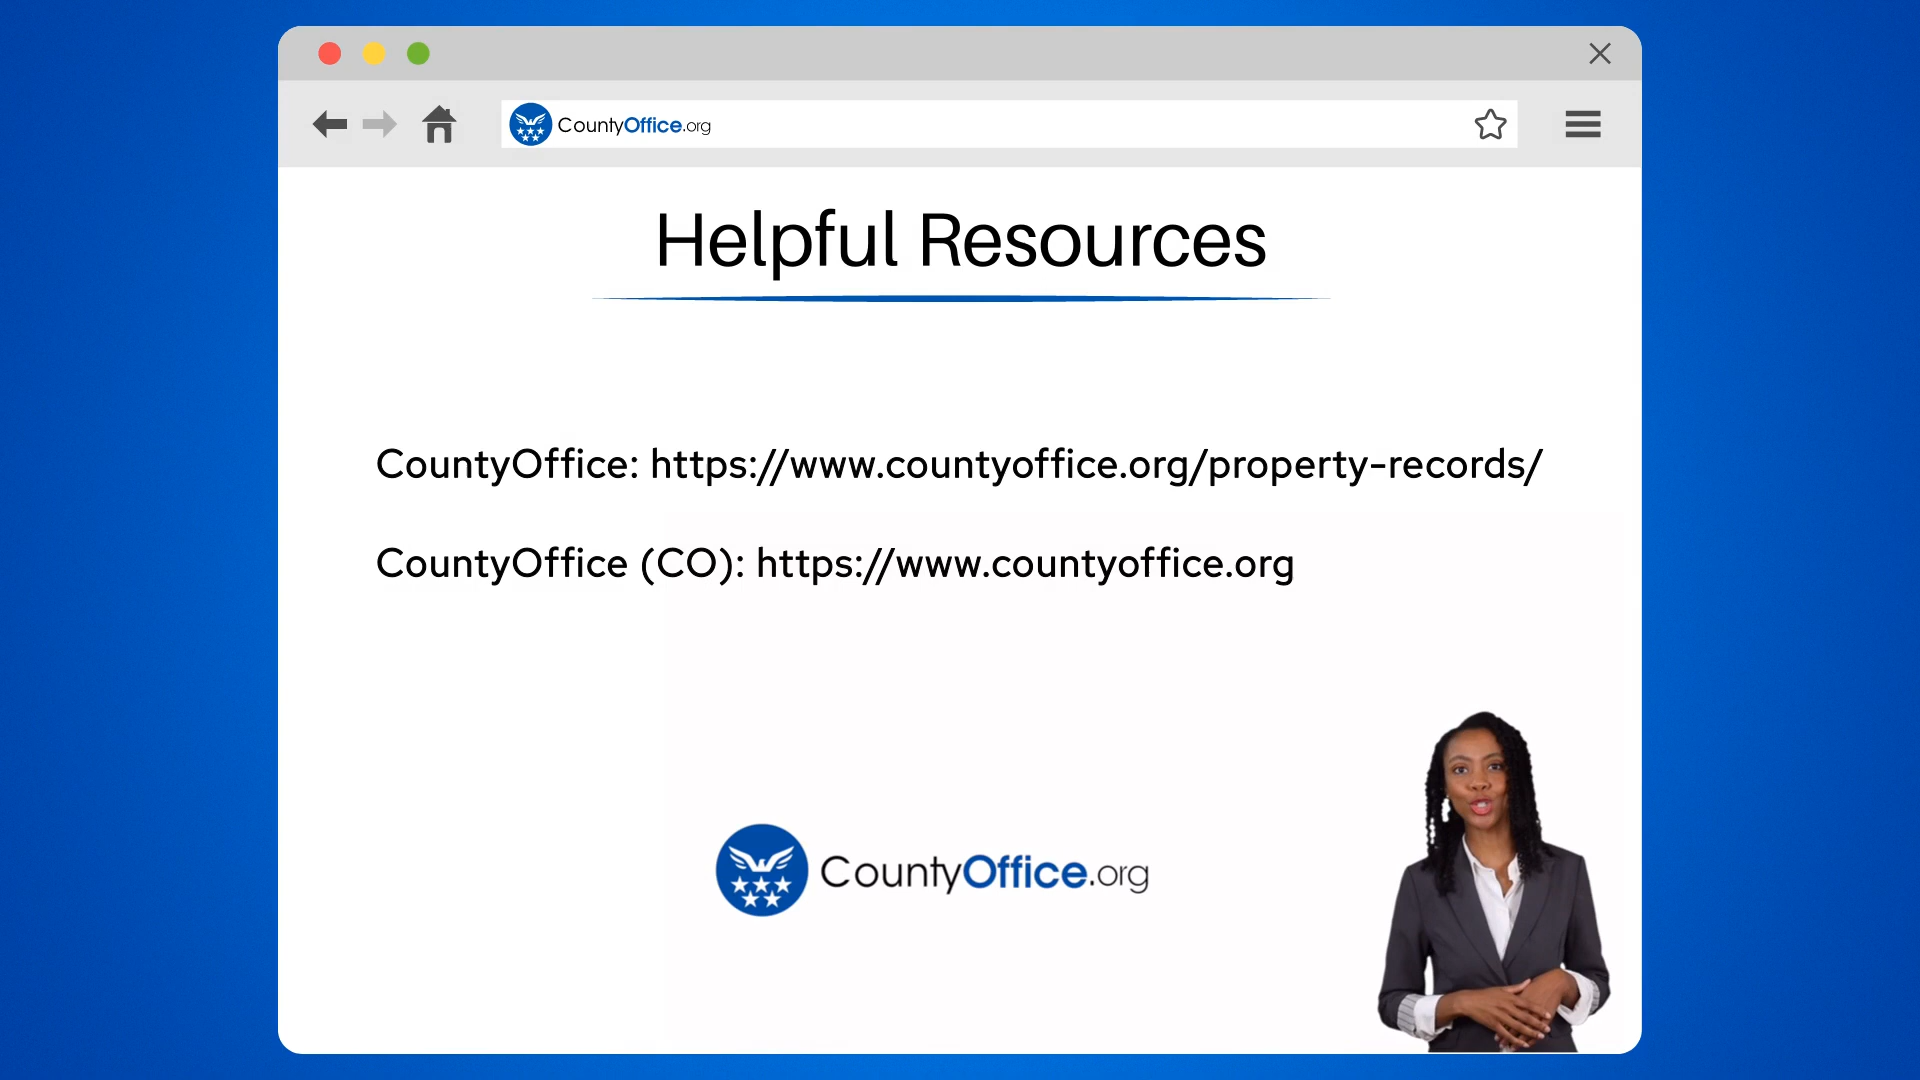 CountyOffice.org
Helpful Resources
CountyOffice: https://www.countyoffice.org/property-records/
CountyOffice (CO): https://www.countyoffice.org
CountyOffice.org